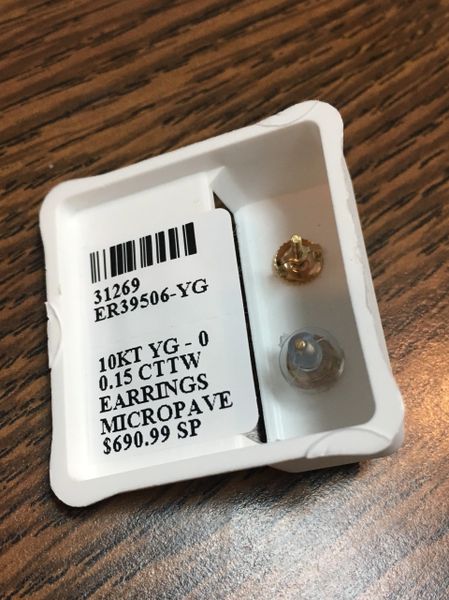 31269
ER39506-YG
10KT YG - 0
0.15 CTTW
EARRINGS
MICROPAVE
$690.99 SP